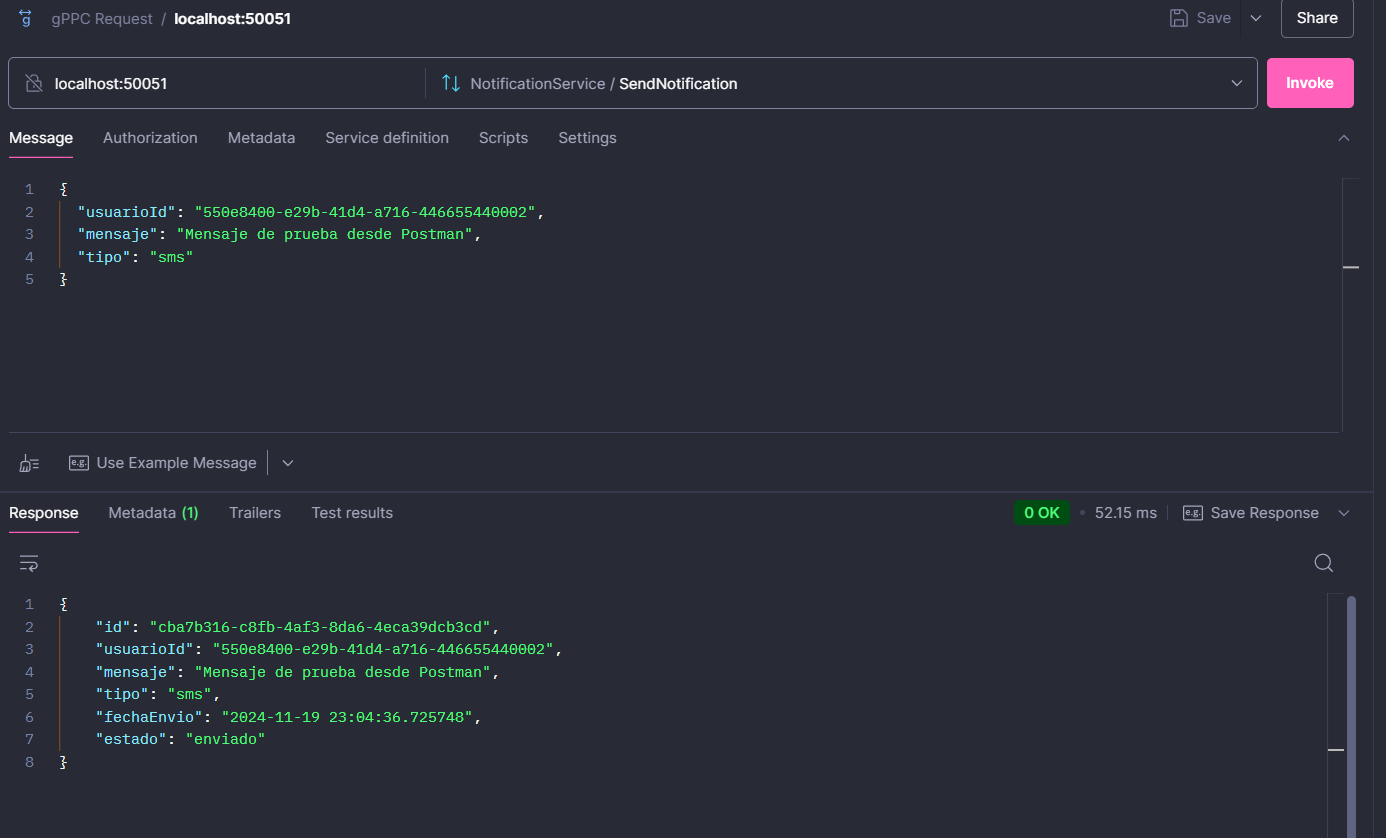 gPPC Request / localhost:50051
Save
Share
localhost:50051
NotificationService / SendNotification
Invoke
Message Authorization Metadata Service definition Scripts Settings
1 {
2 "usuarioId": "550e8400-e29b-41d4-a716-446655440002",
3 "mensaje": "Mensaje de prueba desde Postman",
4 "tipo": "sms"
5 }
e.g. Use Example Message
Response Metadata (1) Trailers Test results
0 OK • 52.15 ms
e.g. Save Response
1 {
2 "id": "cba7b316-c8fb-4af3-8da6-4eca39dcb3cd",
3 "usuarioId": "550e8400-e29b-41d4-a716-446655440002",
4 "mensaje": "Mensaje de prueba desde Postman",
5 "tipo": "sms",
6 "fechaEnvio": "2024-11-19 23:04:36.725748",
7 "estado": "enviado"
8 }